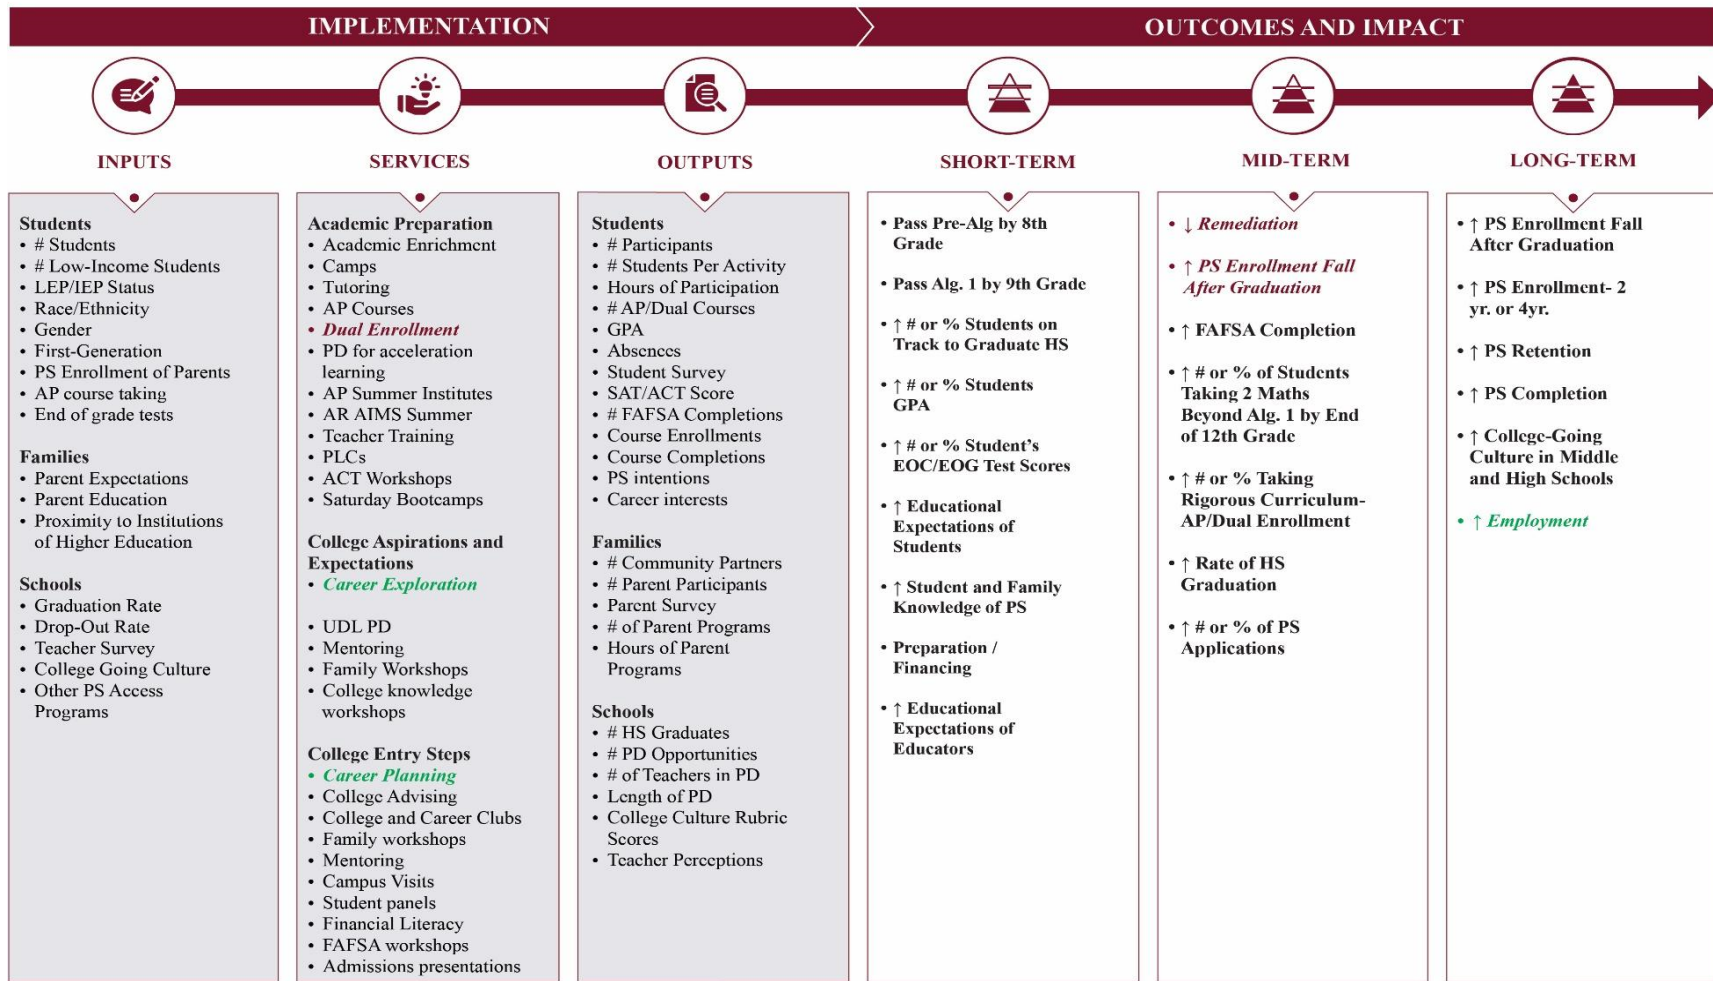 IMPLEMENTATION
OUTCOMES AND IMPACT
INPUTS
SERVICES
OUTPUTS
SHORT-TERM
MID-TERM
LONG-TERM
Students
• # Students
• # Low-Income Students
• LEP/IEP Status
• Race/Ethnicity
• Gender
• First-Generation
• PS Enrollment of Parents
• AP course taking
• End of grade tests
Families
• Parent Expectations
• Parent Education
• Proximity to Institutions
of Higher Education
Schools
• Graduation Rate
• Drop-Out Rate
• Teacher Survey
• College Going Culture
• Other PS Access
Programs
Academic Preparation
• Academic Enrichment
• Camps
• Tutoring
• AP Courses
• Dual Enrollment
• PD for acceleration
learning
• AP Summer Institutes
• AR AIMS Summer
• Teacher Training
• PLCs
• ACT Workshops
• Saturday Bootcamps
College Aspirations and
Expectations
• Career Exploration
• UDL PD
• Mentoring
• Family Workshops
• College knowledge
workshops
College Entry Steps
• Career Planning
• College Advising
• College and Career Clubs
• Family workshops
• Mentoring
• Campus Visits
• Student panels
• Financial Literacy
• FAFSA workshops
• Admissions presentations
Students
• # Participants
• # Students Per Activity
• Hours of Participation
• # AP/Dual Courses
• GPA
• Absences
• Student Survey
• SAT/ACT Score
• # FAFSA Completions
• Course Enrollments
• Course Completions
• PS intentions
• Career interests
Families
• # Community Partners
• # Parent Participants
• Parent Survey
• # of Parent Programs
• Hours of Parent
Programs
Schools
• # HS Graduates
• # PD Opportunities
• # of Teachers in PD
• Length of PD
• College Culture Rubric
Scores
• Teacher Perceptions
• Pass Pre-Alg by 8th
Grade
• Pass Alg. 1 by 9th Grade
• ↑ # or % Students on
Track to Graduate HS
• ↑ # or % Students
GPA
• ↑ # or % Student's
EOC/EOG Test Scores
• ↑ Educational
Expectations of
Students
• ↑ Student and Family
Knowledge of PS
• Preparation /
Financing
• ↑ Educational
Expectations of
Educators
• ↓ Remediation
• ↑ PS Enrollment Fall
After Graduation
• ↑ FAFSA Completion
• ↑ # or % of Students
Taking 2 Maths
Beyond Alg. 1 by End
of 12th Grade
• ↑ # or % Taking
Rigorous Curriculum-
AP/Dual Enrollment
• ↑ Rate of HS
Graduation
• ↑ # or % of PS
Applications
• ↑ PS Enrollment Fall
After Graduation
• ↑ PS Enrollment- 2
yr. or 4yr.
• ↑ PS Retention
• ↑ PS Completion
• ↑ College-Going
Culture in Middle
and High Schools
• ↑ Employment